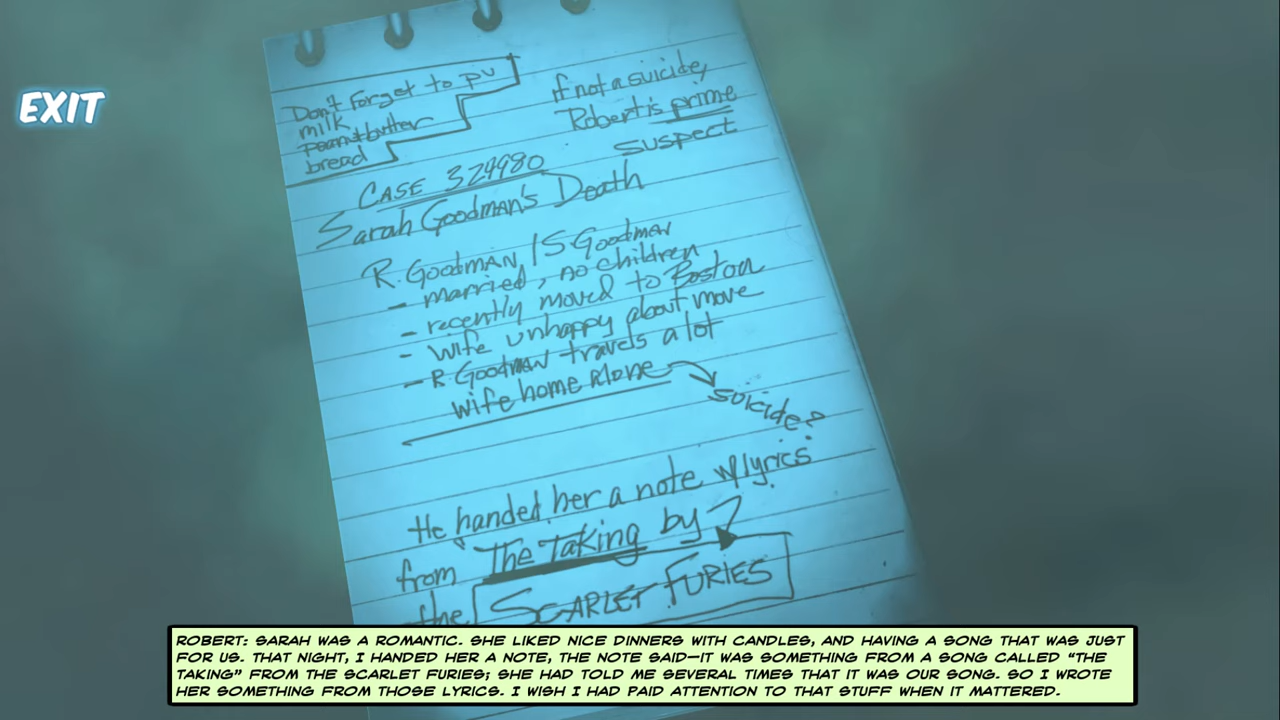 EXIT
Don't forget to pu
milk
Peanutbutter
bread
If not a suicide,
Robert is prime
suspect
CASE 324980
Sarah Goodman's Death
R. GOODMAN / S GOODMAN
- married, no children
- recently moved to Boston
- wife unhappy about move
- R. Goodman travels a lot
wife home alone
suicide?
He handed her a note w/lyrics
from "The Taking by?
the SCARLET FURIES
ROBERT: SARAH WAS A ROMANTIC. SHE LIKED NICE DINNERS WITH CANDLES, AND HAVING A SONG THAT WAS JUST
FOR US. THAT NIGHT, I HANDED HER A NOTE, THE NOTE SAID—IT WAS SOMETHING FROM A SONG CALLED "THE
TAKING" FROM THE SCARLET FURIES; SHE HAD TOLD ME SEVERAL TIMES THAT IT WAS OUR SONG. SO I WROTE
HER SOMETHING FROM THOSE LYRICS. I WISH I HAD PAID ATTENTION TO THAT STUFF WHEN IT MATTERED.